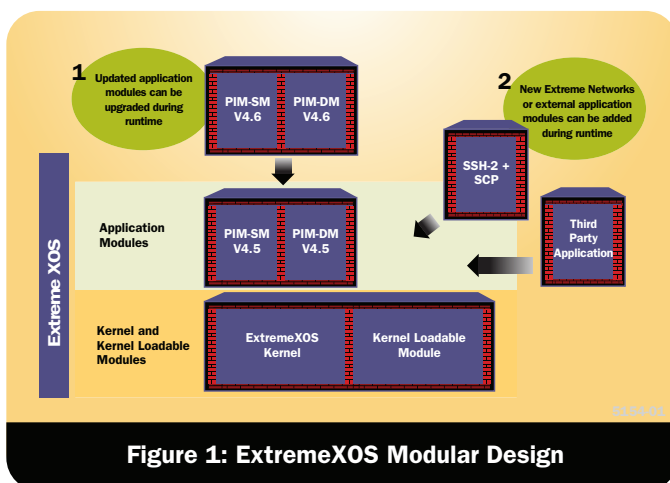 1
Updated application
modules can be
upgraded during
runtime
PIM-SM
V4.6
PIM-DM
V4.6
2
New Extreme Networks
or external application
modules can be added
during runtime
SSH-2 +
SCP
Third
Party
Application
Extreme XOS
Application
Modules
PIM-SM
V4.5
PIM-DM
V4.5
Kernel and
Kernel Loadable
Modules
ExtremeXOS
Kernel
Kernel Loadable
Module
Figure 1: ExtremeXOS Modular Design